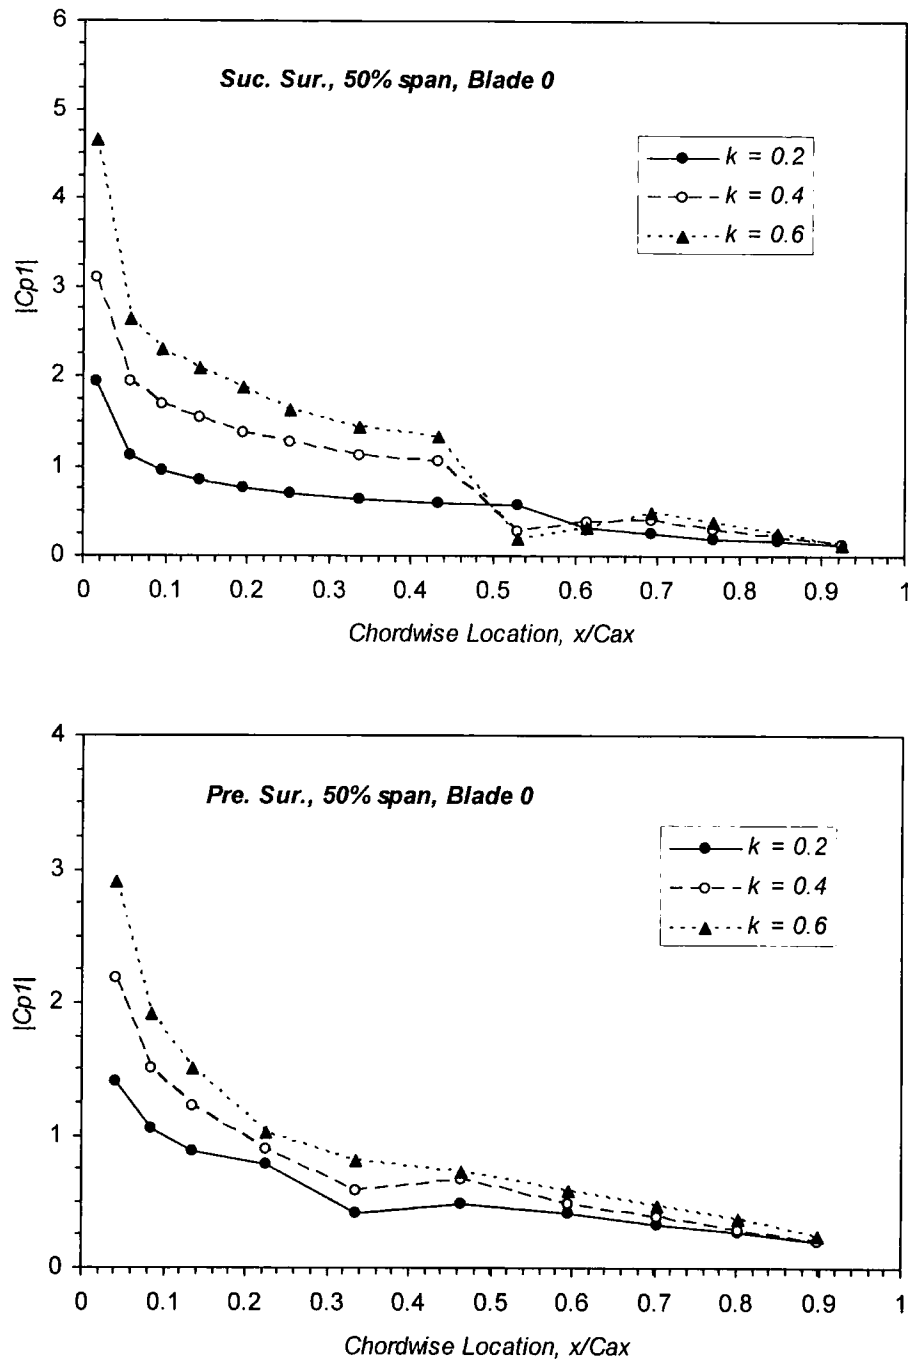 6
5
4
3
2
1
0
|Cp1|
Suc. Sur., 50% span, Blade 0
k = 0.2
k = 0.4
k = 0.6
0 0.1 0.2 0.3 0.4 0.5 0.6 0.7 0.8 0.9 1
Chordwise Location, x/Cax
4
3
2
1
0
|Cp1|
Pre. Sur., 50% span, Blade 0
k = 0.2
k = 0.4
k = 0.6
0 0.1 0.2 0.3 0.4 0.5 0.6 0.7 0.8 0.9 1
Chordwise Location, x/Cax